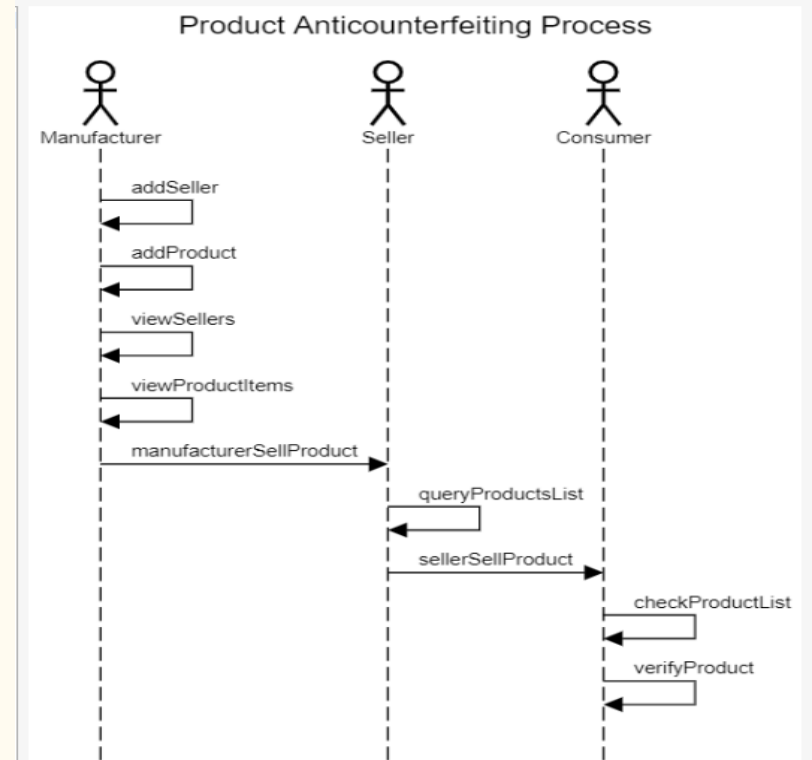 Product Anticounterfeiting Process
Manufacturer
Seller
Consumer
addSeller
addProduct
viewSellers
viewProductItems
manufacturerSellProduct
queryProductsList
sellerSellProduct
checkProductList
verifyProduct